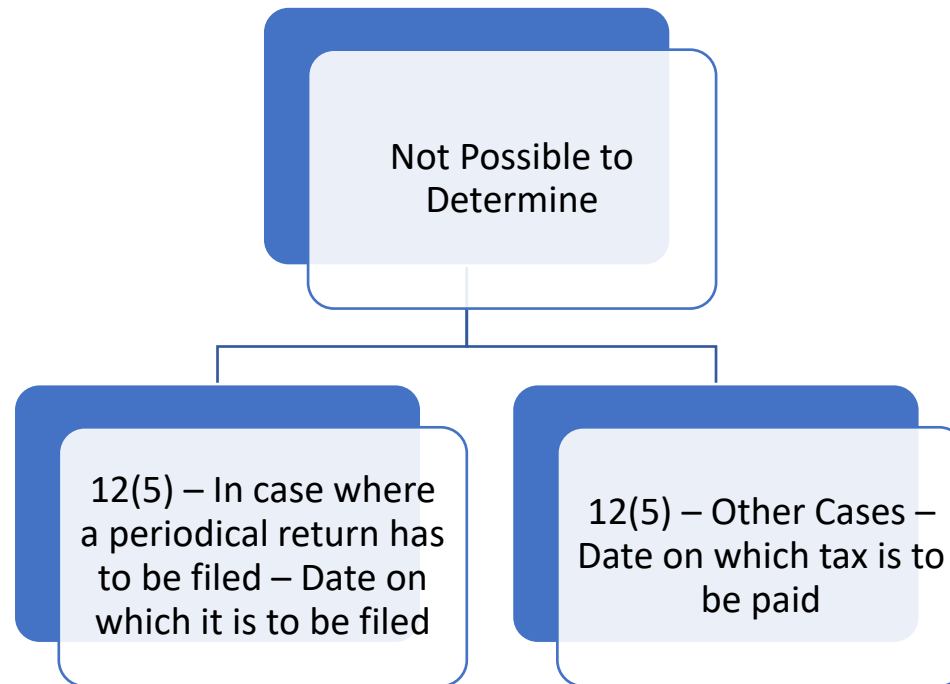 Not Possible to
Determine
12(5) – In case where
a periodical return has
to be filed – Date on
which it is to be filed
12(5) – Other Cases –
Date on which tax is to
be paid